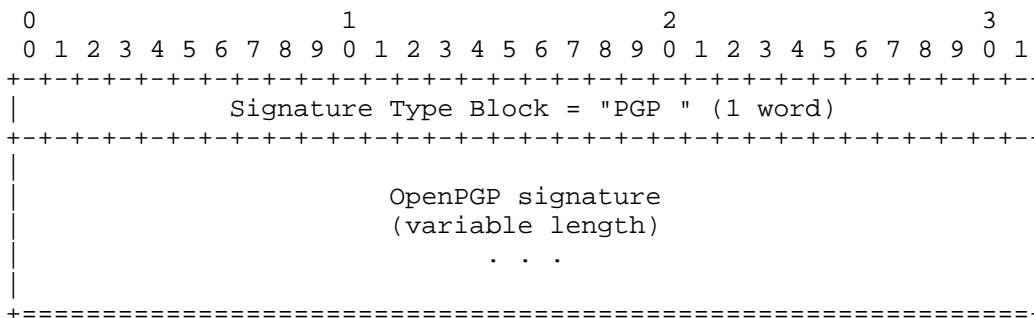 0                   1                   2                   3
 0 1 2 3 4 5 6 7 8 9 0 1 2 3 4 5 6 7 8 9 0 1 2 3 4 5 6 7 8 9 0 1
+-+-+-+-+-+-+-+-+-+-+-+-+-+-+-+-+-+-+-+-+-+-+-+-+-+-+-+-+-+-+-+-
|             Signature Type Block = "PGP " (1 word)
+-+-+-+-+-+-+-+-+-+-+-+-+-+-+-+-+-+-+-+-+-+-+-+-+-+-+-+-+-+-+-+-
|
|                       OpenPGP signature
|                       (variable length)
|                             . . .
|
+===============================================================